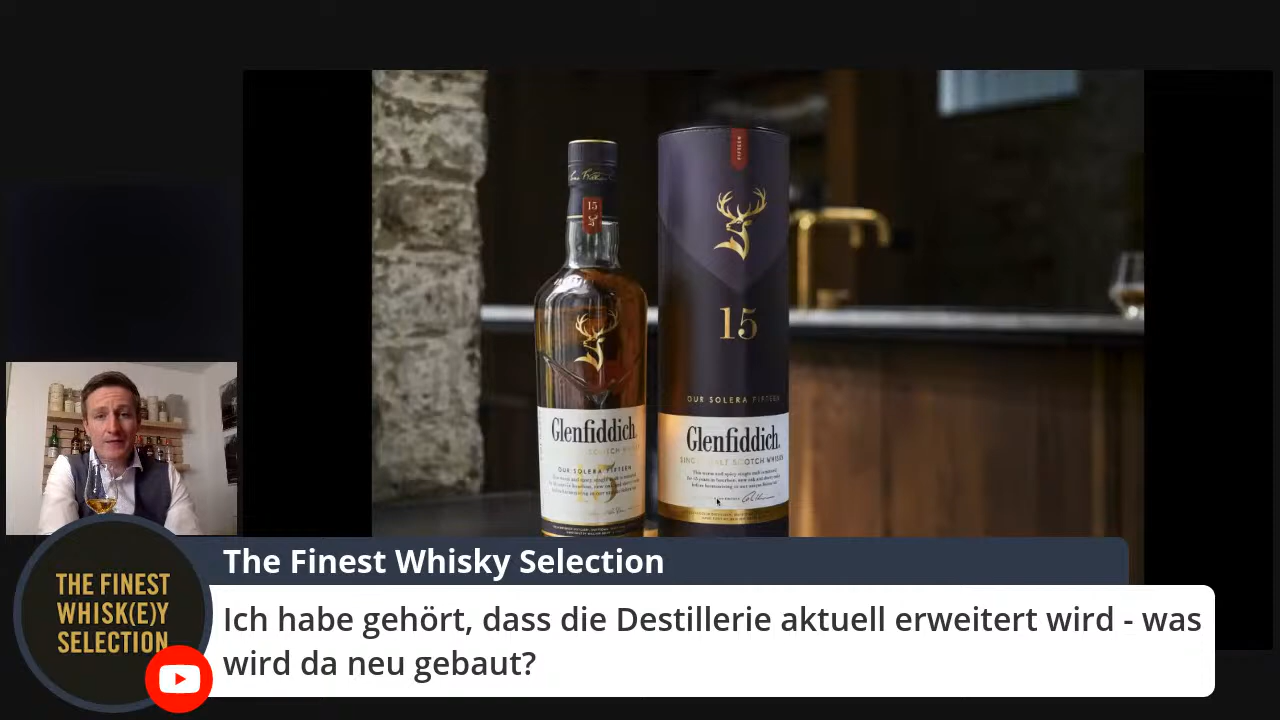 FIFTEEN
15
15
OUR SOLERA FIFTEEN
Glenfiddich.
OUR SOLERA FIFTEEN
Glenfiddich.
SINGLE MALT SCOTCH WHISKY
THE FINEST
WHISK(E)Y
SELECTION
The Finest Whisky Selection
Ich habe gehört, dass die Destillerie aktuell erweitert wird - was
wird da neu gebaut?